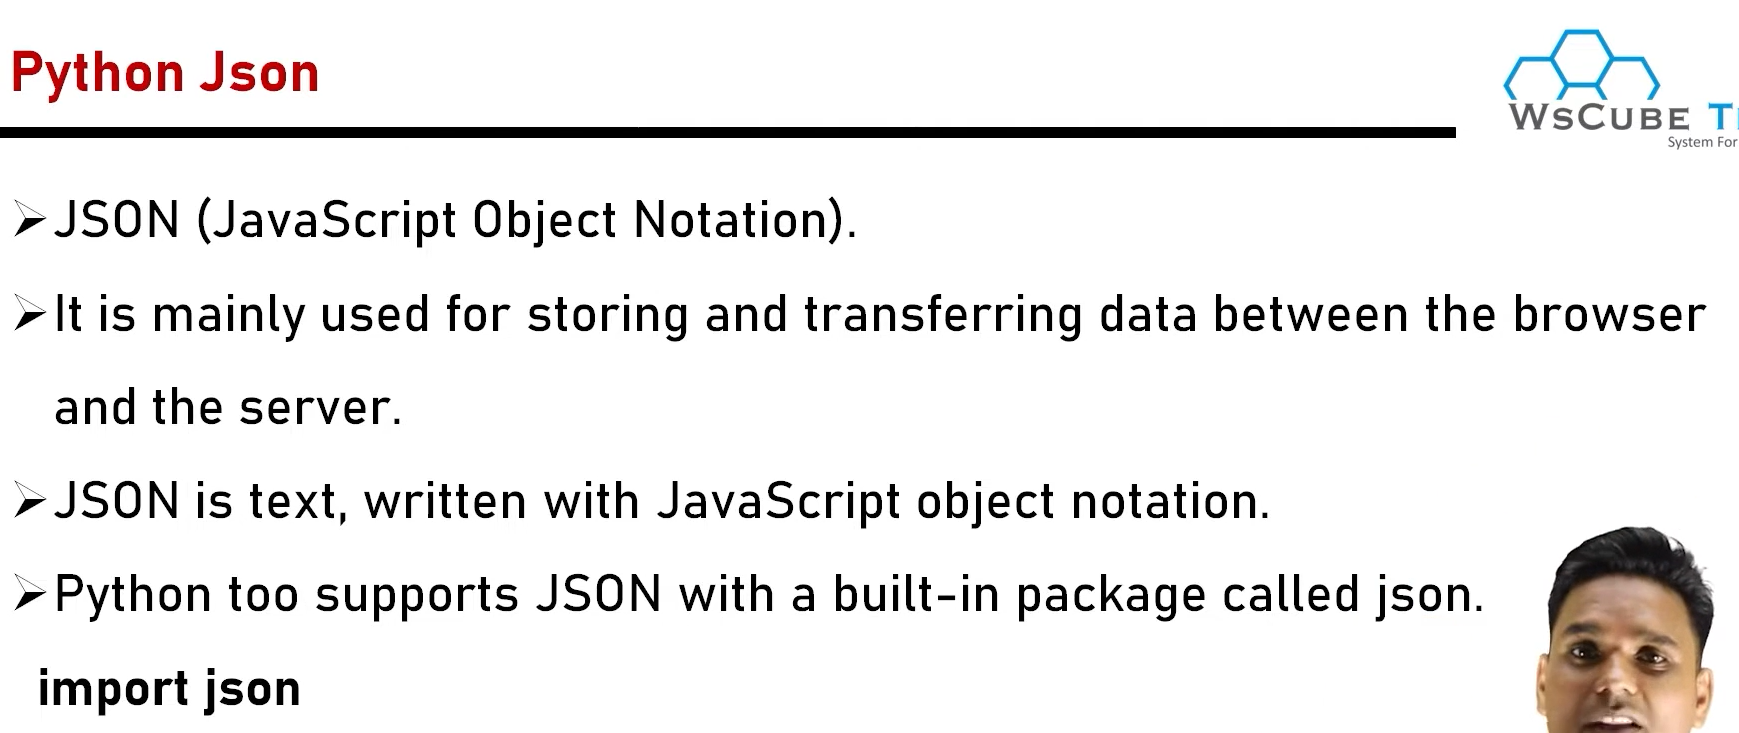 Python Json
WSCUBE
System For
➢JSON (JavaScript Object Notation).
➢It is mainly used for storing and transferring data between the browser
and the server.
➢JSON is text, written with JavaScript object notation.
➢Python too supports JSON with a built-in package called json.
import json